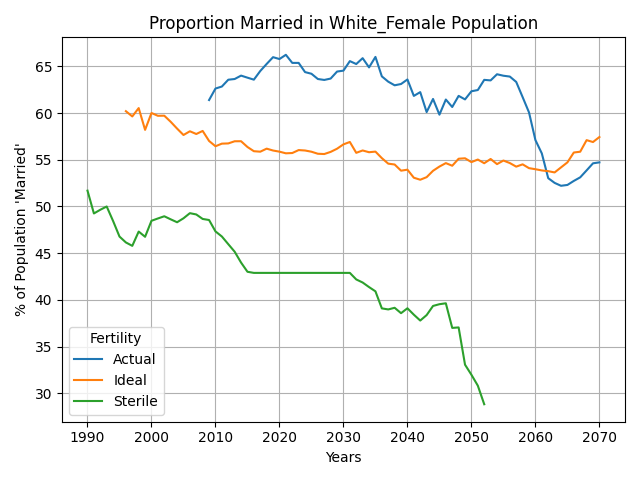 Proportion Married in White_Female Population
% of Population 'Married'
65
60
55
50
45
40
35
30
Fertility
Actual
Ideal
Sterile
1990 2000 2010 2020 2030 2040 2050 2060 2070
Years